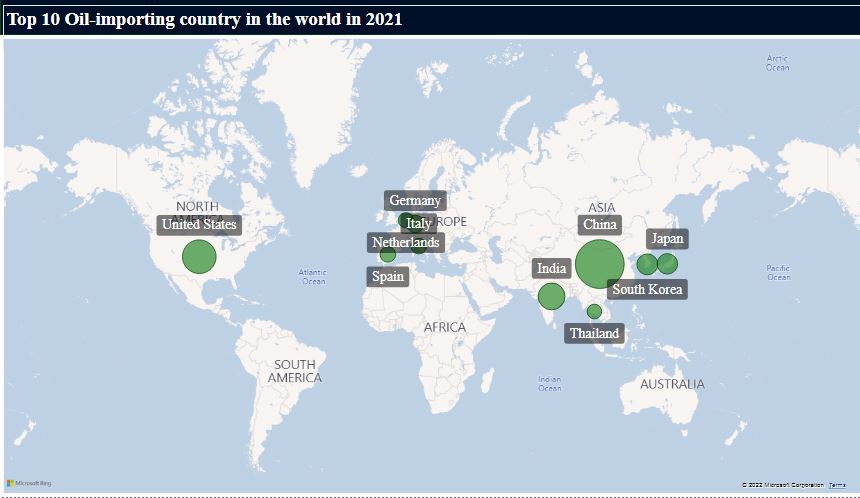 Top 10 Oil-importing country in the world in 2021
Arctic
Ocean
NORTH
AMERICA
United States
Germany
Italy
EUROPE
Netherlands
Spain
ASIA
China
Japan
India
South Korea
Thailand
Atlantic
Ocean
Pacific
Ocean
AFRICA
SOUTH
AMERICA
Indian
Ocean
AUSTRALIA
Microsoft Bing
© 2022 Microsoft Corporation Terms